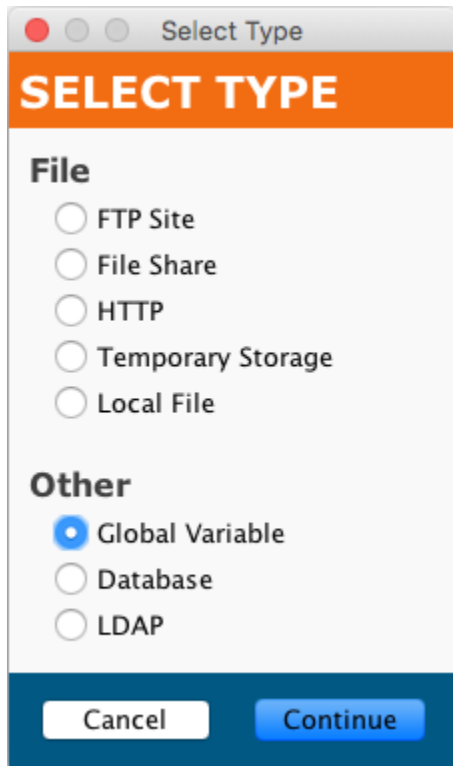 Select Type
SELECT TYPE
File
FTP Site
File Share
HTTP
Temporary Storage
Local File
Other
Global Variable
Database
LDAP
Cancel Continue